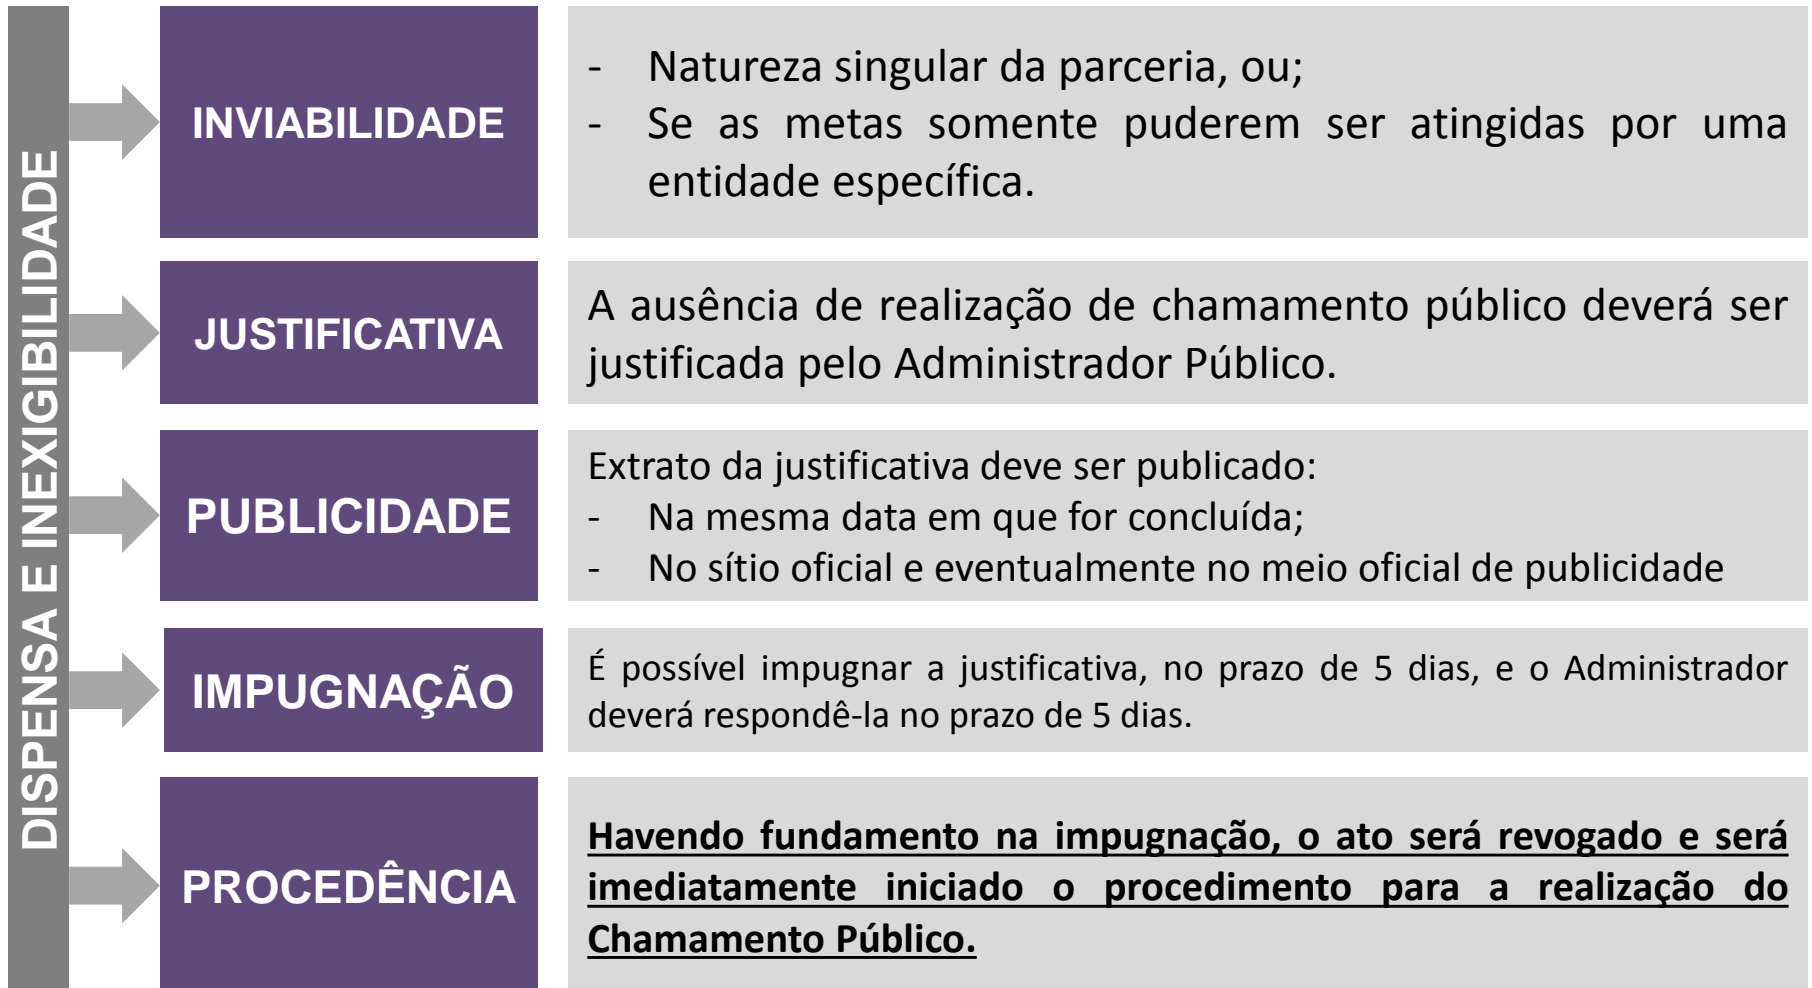 DISPENSA E INEXIGIBILIDADE
INVIABILIDADE
- Natureza singular da parceria, ou;
- Se as metas somente puderem ser atingidas por uma
entidade específica.
JUSTIFICATIVA
A ausência de realização de chamamento público deverá ser
justificada pelo Administrador Público.
PUBLICIDADE
Extrato da justificativa deve ser publicado:
- Na mesma data em que for concluída;
- No sítio oficial e eventualmente no meio oficial de publicidade
IMPUGNAÇÃO
É possível impugnar a justificativa, no prazo de 5 dias, e o Administrador
deverá respondê-la no prazo de 5 dias.
PROCEDÊNCIA
Havendo fundamento na impugnação, o ato será revogado e será
imediatamente iniciado o procedimento para a realização do
Chamamento Público.